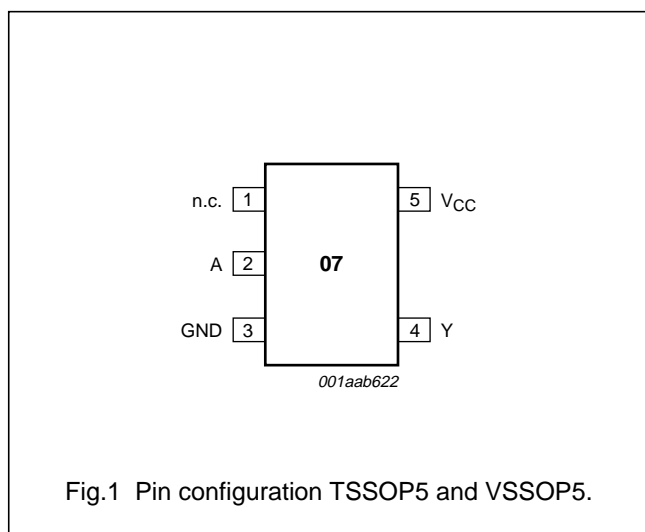 n.c. 1 5 VCC
A 2 07
GND 3 4 Y
001aab622
Fig.1 Pin configuration TSSOP5 and VSSOP5.